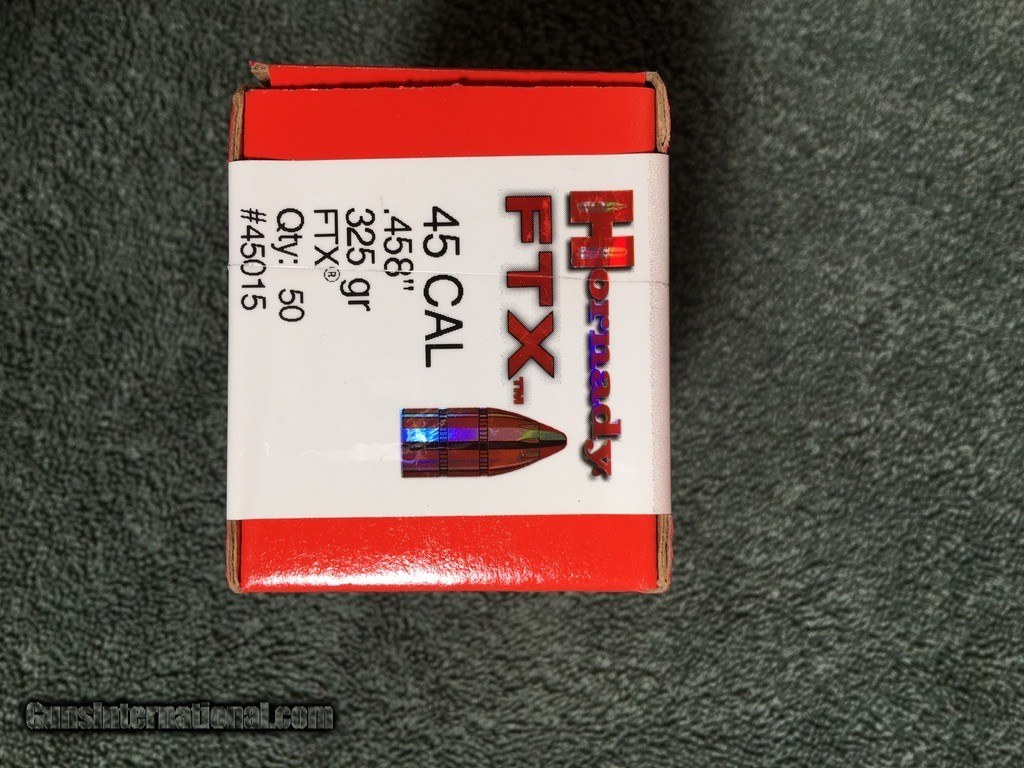 Hornady
FTX™
45 CAL
.458"
325 gr
FTX®
Qty: 50
#45015
GunsInternational.com